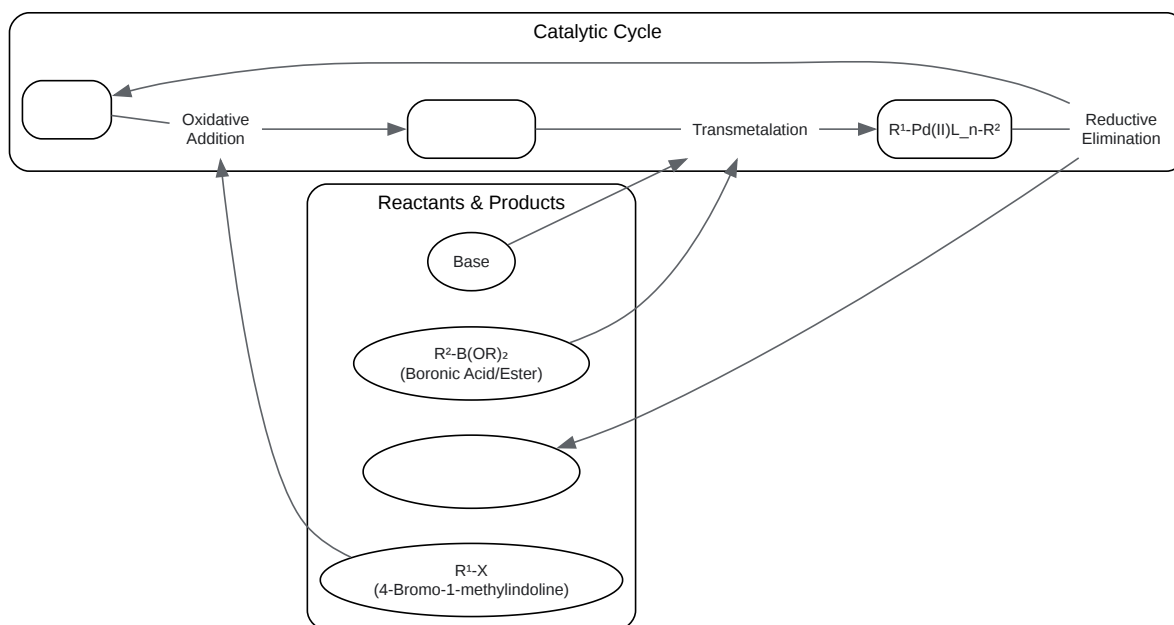 Catalytic Cycle
Oxidative
Addition
Transmetalation
R¹-Pd(II)L_n-R²
Reductive
Elimination
Reactants & Products
Base
R²-B(OR)₂
(Boronic Acid/Ester)
R¹-X
(4-Bromo-1-methylindoline)